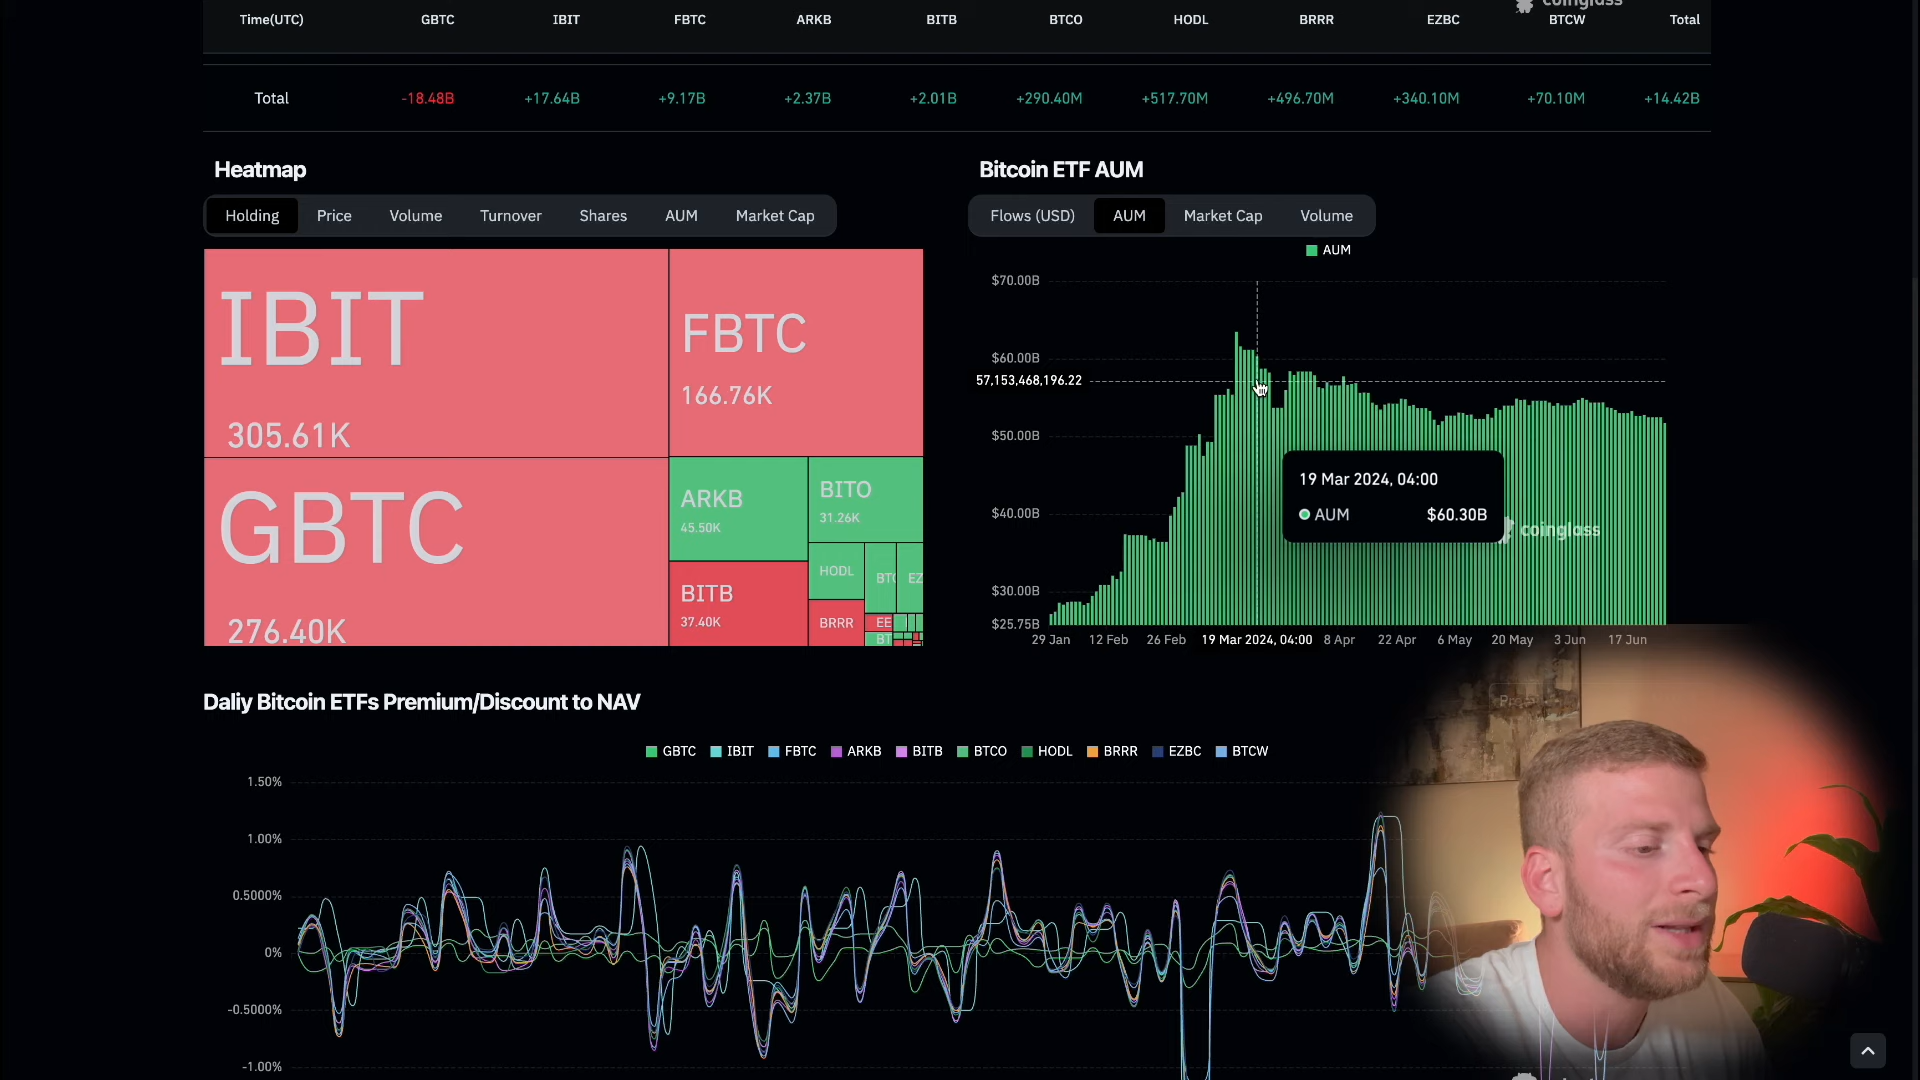 coinglass
Time(UTC) GBTC IBIT FBTC ARKB BITB BTCO HODL BRRR EZBC BTCW Total
Total -18.48B +17.64B +9.17B +2.37B +2.01B +290.40M +517.70M +496.70M +340.10M +70.10M +14.42B
Heatmap
Holding Price Volume Turnover Shares AUM Market Cap
IBIT
305.61K
FBTC
166.76K
GBTC
276.40K
ARKB
45.50K
BITO
31.26K
BITB
37.40K
HODL
BTC
EZ
BRRR
EE
BT
Bitcoin ETF AUM
Flows (USD) AUM Market Cap Volume
AUM
$70.00B
$60.00B
57,153,468,196.22
$50.00B
$40.00B
$30.00B
$25.75B
19 Mar 2024, 04:00
AUM $60.30B
coinglass
29 Jan 12 Feb 26 Feb 19 Mar 2024, 04:00 8 Apr 22 Apr 6 May 20 May 3 Jun 17 Jun
Daliy Bitcoin ETFs Premium/Discount to NAV
GBTC IBIT FBTC ARKB BITB BTCO HODL BRRR EZBC BTCW
1.50%
1.00%
0.5000%
0%
-0.5000%
-1.00%